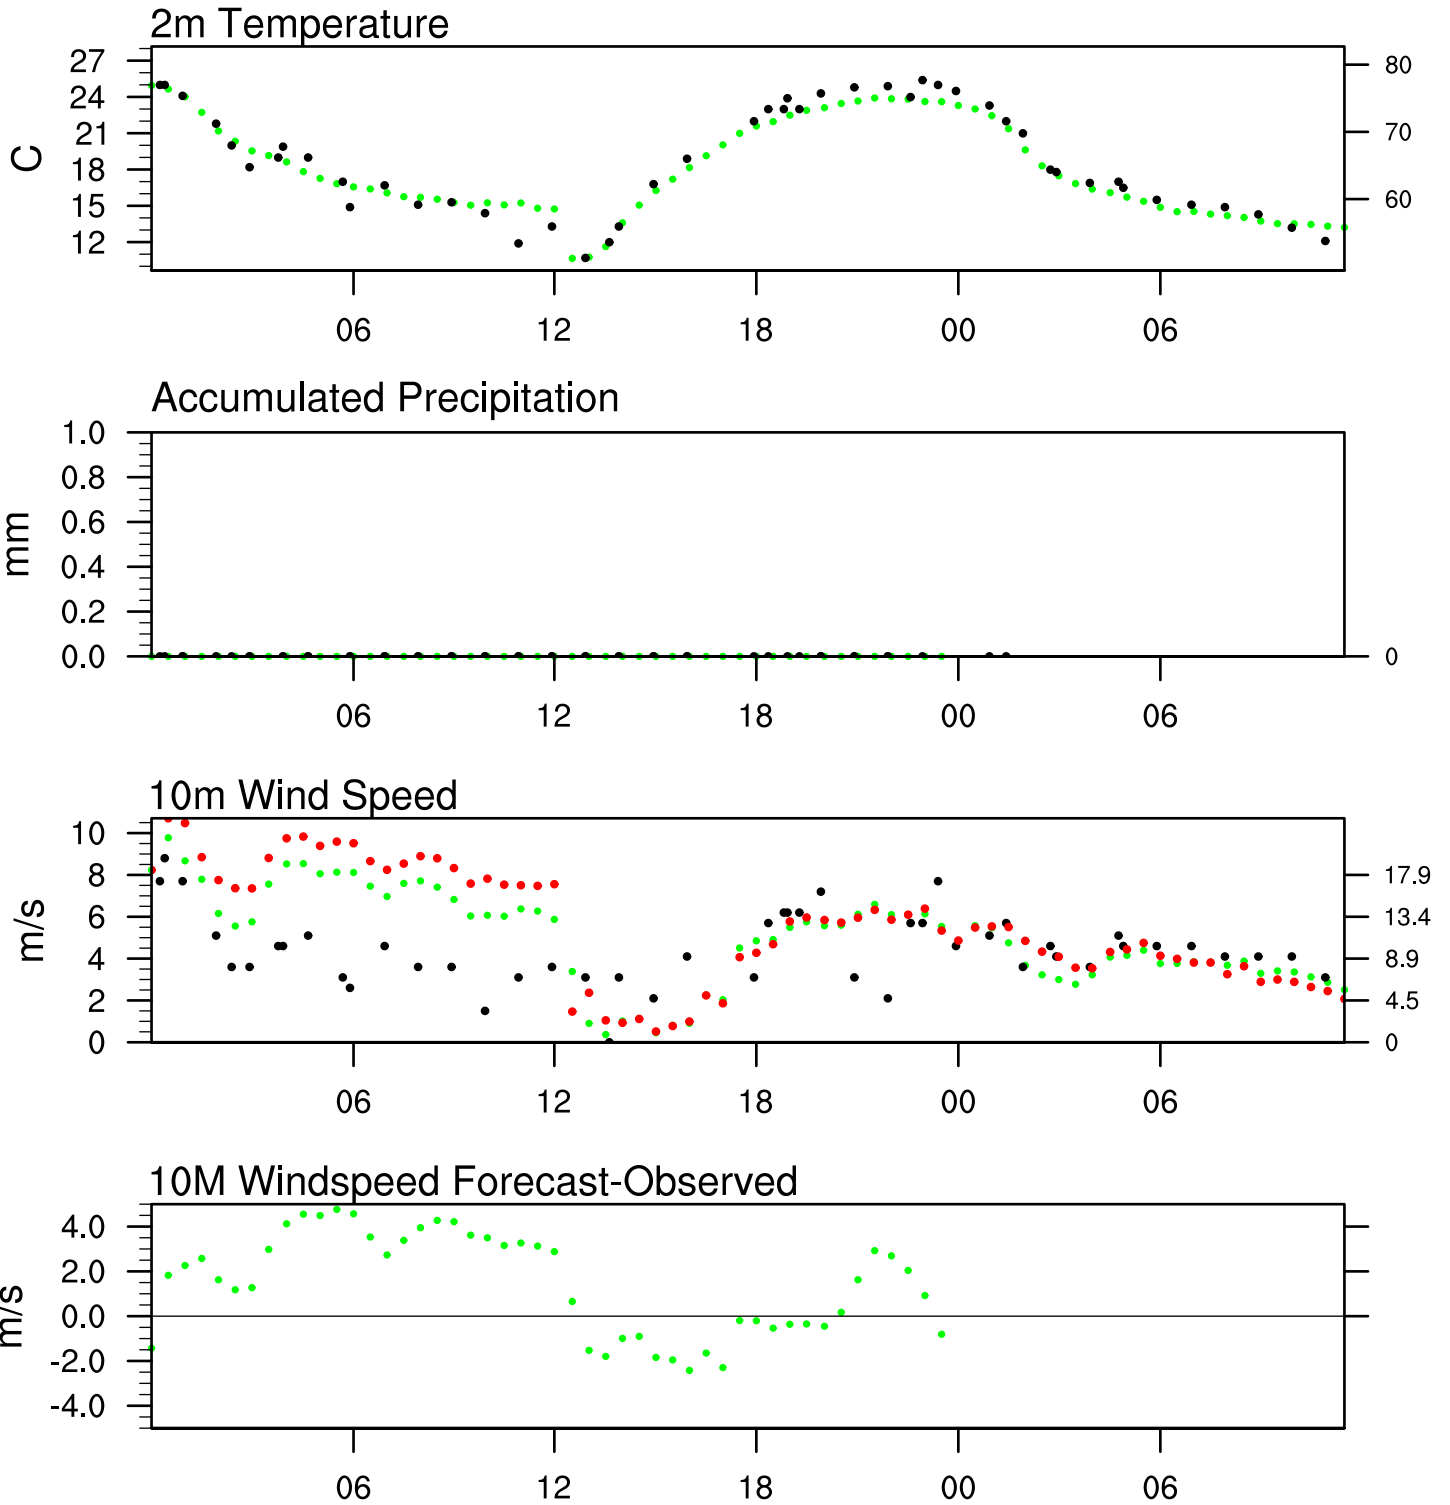 2m Temperature
27
24
21
18
15
12
C
80
70
60
06 12 18 00 06
Accumulated Precipitation
1.0
0.8
0.6
0.4
0.2
0.0
mm
0
06 12 18 00 06
10m Wind Speed
10
8
6
4
2
0
m/s
17.9
13.4
8.9
4.5
0
06 12 18 00 06
10M Windspeed Forecast-Observed
4.0
2.0
0.0
-2.0
-4.0
m/s
06 12 18 00 06